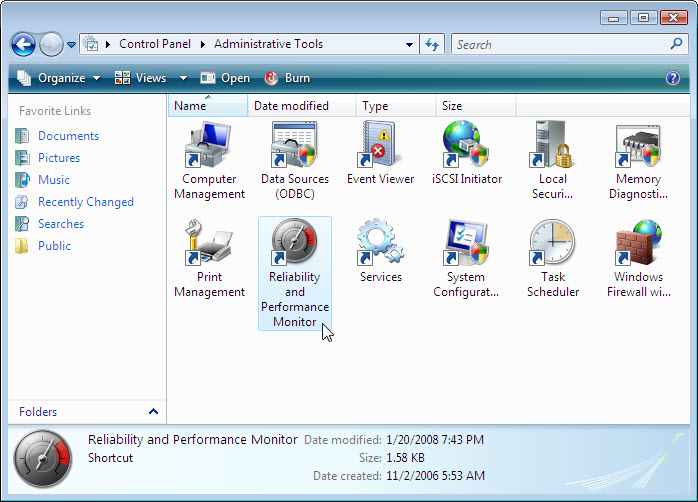 Control Panel Administrative Tools Search
Organize Views Open Burn ?
Favorite Links
Documents
Pictures
Music
Recently Changed
Searches
Public
Folders
Name Date modified Type Size
Computer Data Sources Event Viewer iSCSI Initiator Local Memory
Management (ODBC) Securi... Diagnosti...
Print Reliability Services System Task Windows
Management and Configurat... Scheduler Firewall wi...
Performance
Monitor
Reliability and Performance Monitor Date modified: 1/20/2008 7:43 PM
Shortcut Size: 1.58 KB
Date created: 11/2/2006 5:53 AM